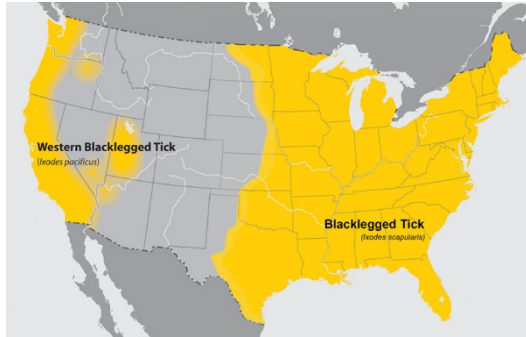 Western Blacklegged Tick
(Ixodes pacificus)
Blacklegged Tick
(Ixodes scapularis)